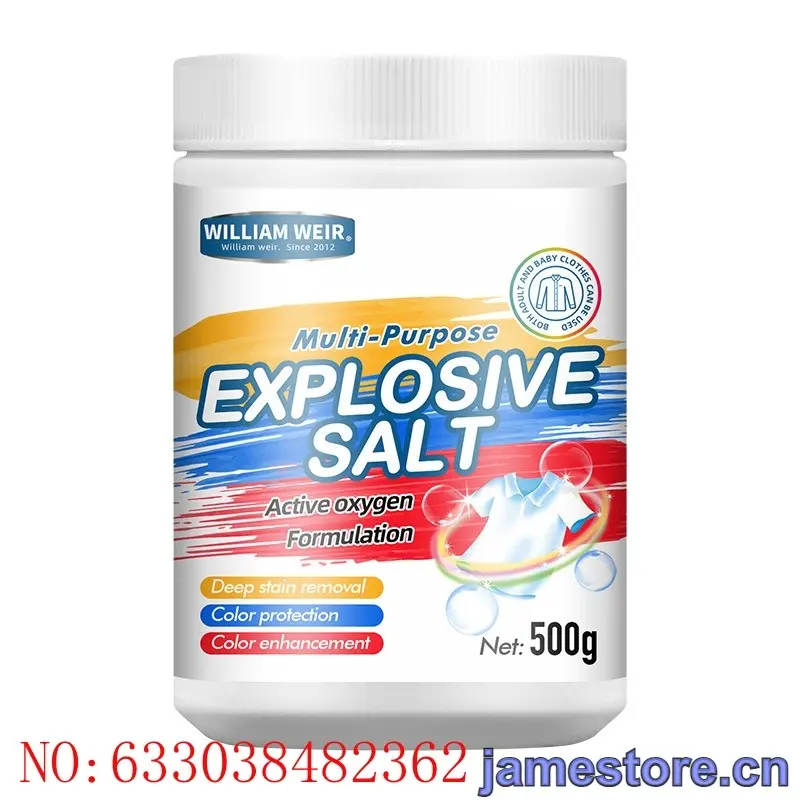 WILLIAM WEIR®
William weir. Since 2012
BOTH ADULT AND BABY CLOTHES CAN BE USED
Multi-Purpose
EXPLOSIVE
SALT
Active oxygen
Formulation
Deep stain removal
Color protection
Color enhancement
Net: 500g
NO:633038482362
jamestore.cn